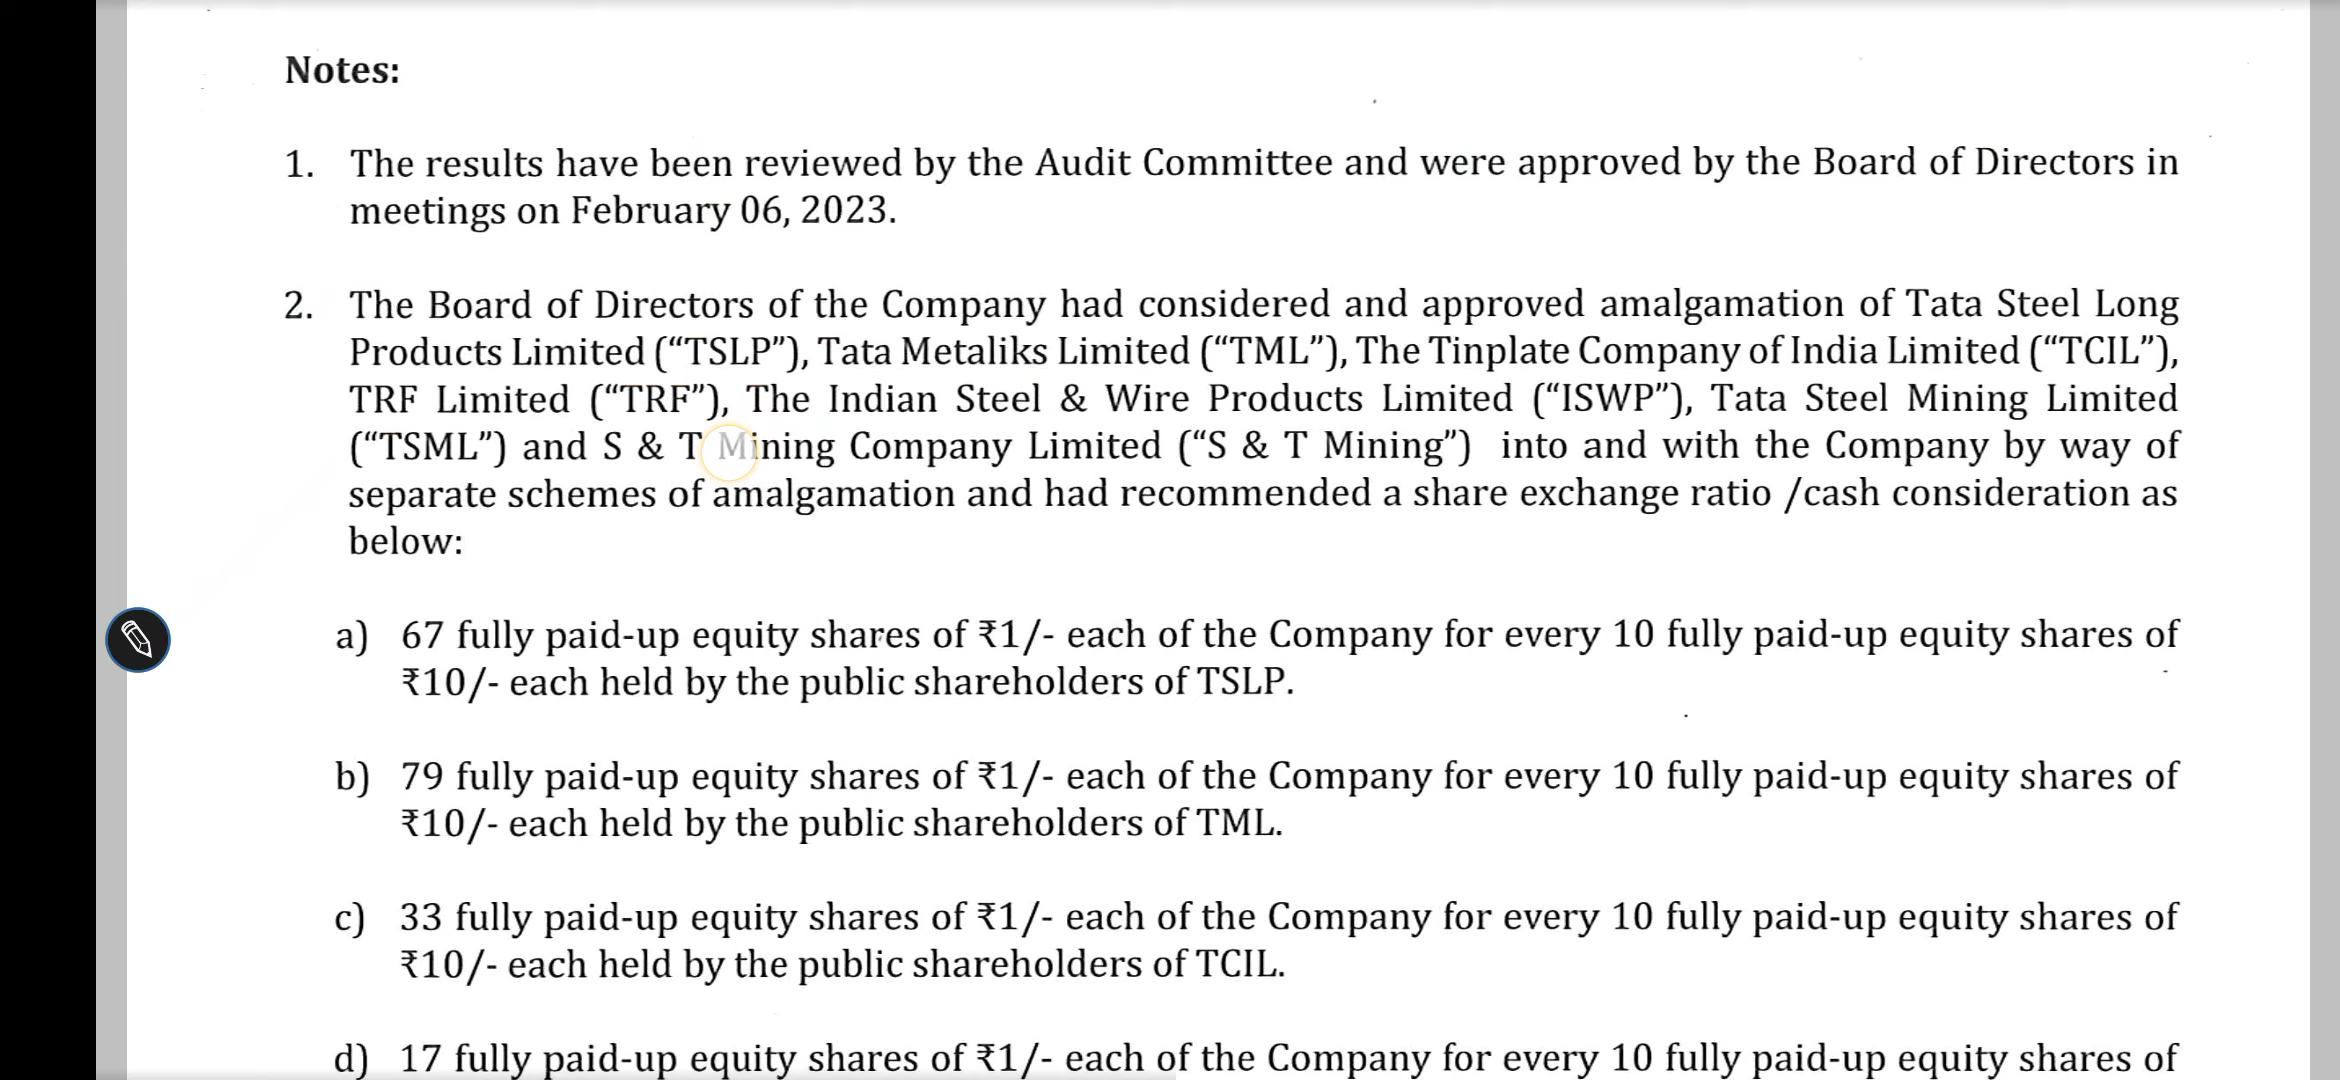 Notes:
1. The results have been reviewed by the Audit Committee and were approved by the Board of Directors in
meetings on February 06, 2023.
2. The Board of Directors of the Company had considered and approved amalgamation of Tata Steel Long
Products Limited (“TSLP”), Tata Metaliks Limited (“TML”), The Tinplate Company of India Limited (“TCIL”),
TRF Limited (“TRF”), The Indian Steel & Wire Products Limited (“ISWP”), Tata Steel Mining Limited
(“TSML”) and S & T Mining Company Limited (“S & T Mining”) into and with the Company by way of
separate schemes of amalgamation and had recommended a share exchange ratio /cash consideration as
below:
a) 67 fully paid-up equity shares of ₹1/- each of the Company for every 10 fully paid-up equity shares of
₹10/- each held by the public shareholders of TSLP.
b) 79 fully paid-up equity shares of ₹1/- each of the Company for every 10 fully paid-up equity shares of
₹10/- each held by the public shareholders of TML.
c) 33 fully paid-up equity shares of ₹1/- each of the Company for every 10 fully paid-up equity shares of
₹10/- each held by the public shareholders of TCIL.
d) 17 fully paid-up equity shares of ₹1/- each of the Company for every 10 fully paid-up equity shares of